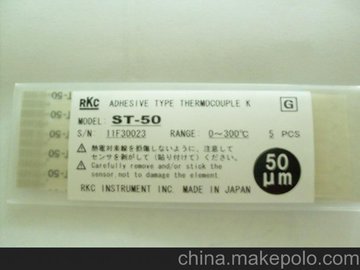 RKC ADHESIVE TYPE THERMOCOUPLE K G
MODEL: ST-50
S/N 11F30023 RANGE: 0~300℃ 5 PCS
熱電対素線を損傷しないように、注意して
センサを剥がして(貼り付けて)ください。
Carefully remove and/or stick the
sensor, not to damage the element.
50
μm
RKC INSTRUMENT INC. MADE IN JAPAN
china.makepolo.com